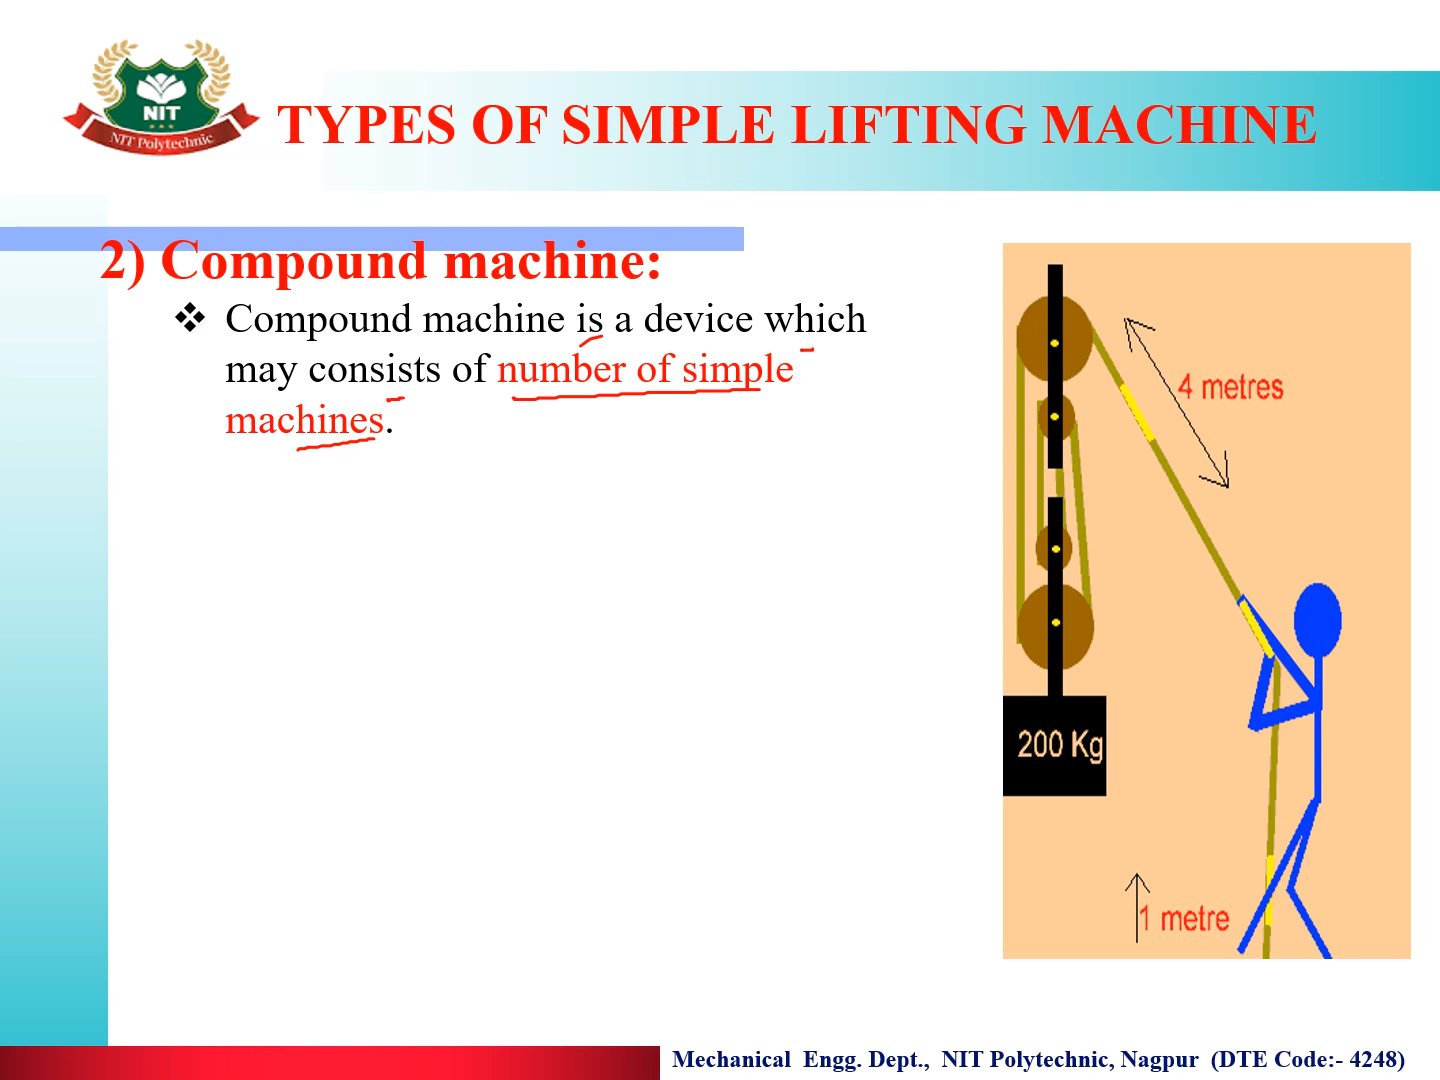 NIT
NIT Polytechnic
TYPES OF SIMPLE LIFTING MACHINE
2) Compound machine:
❖ Compound machine is a device which
may consists of number of simple
machines.
4 metres
200 Kg
1 metre
Mechanical Engg. Dept., NIT Polytechnic, Nagpur (DTE Code:- 4248)